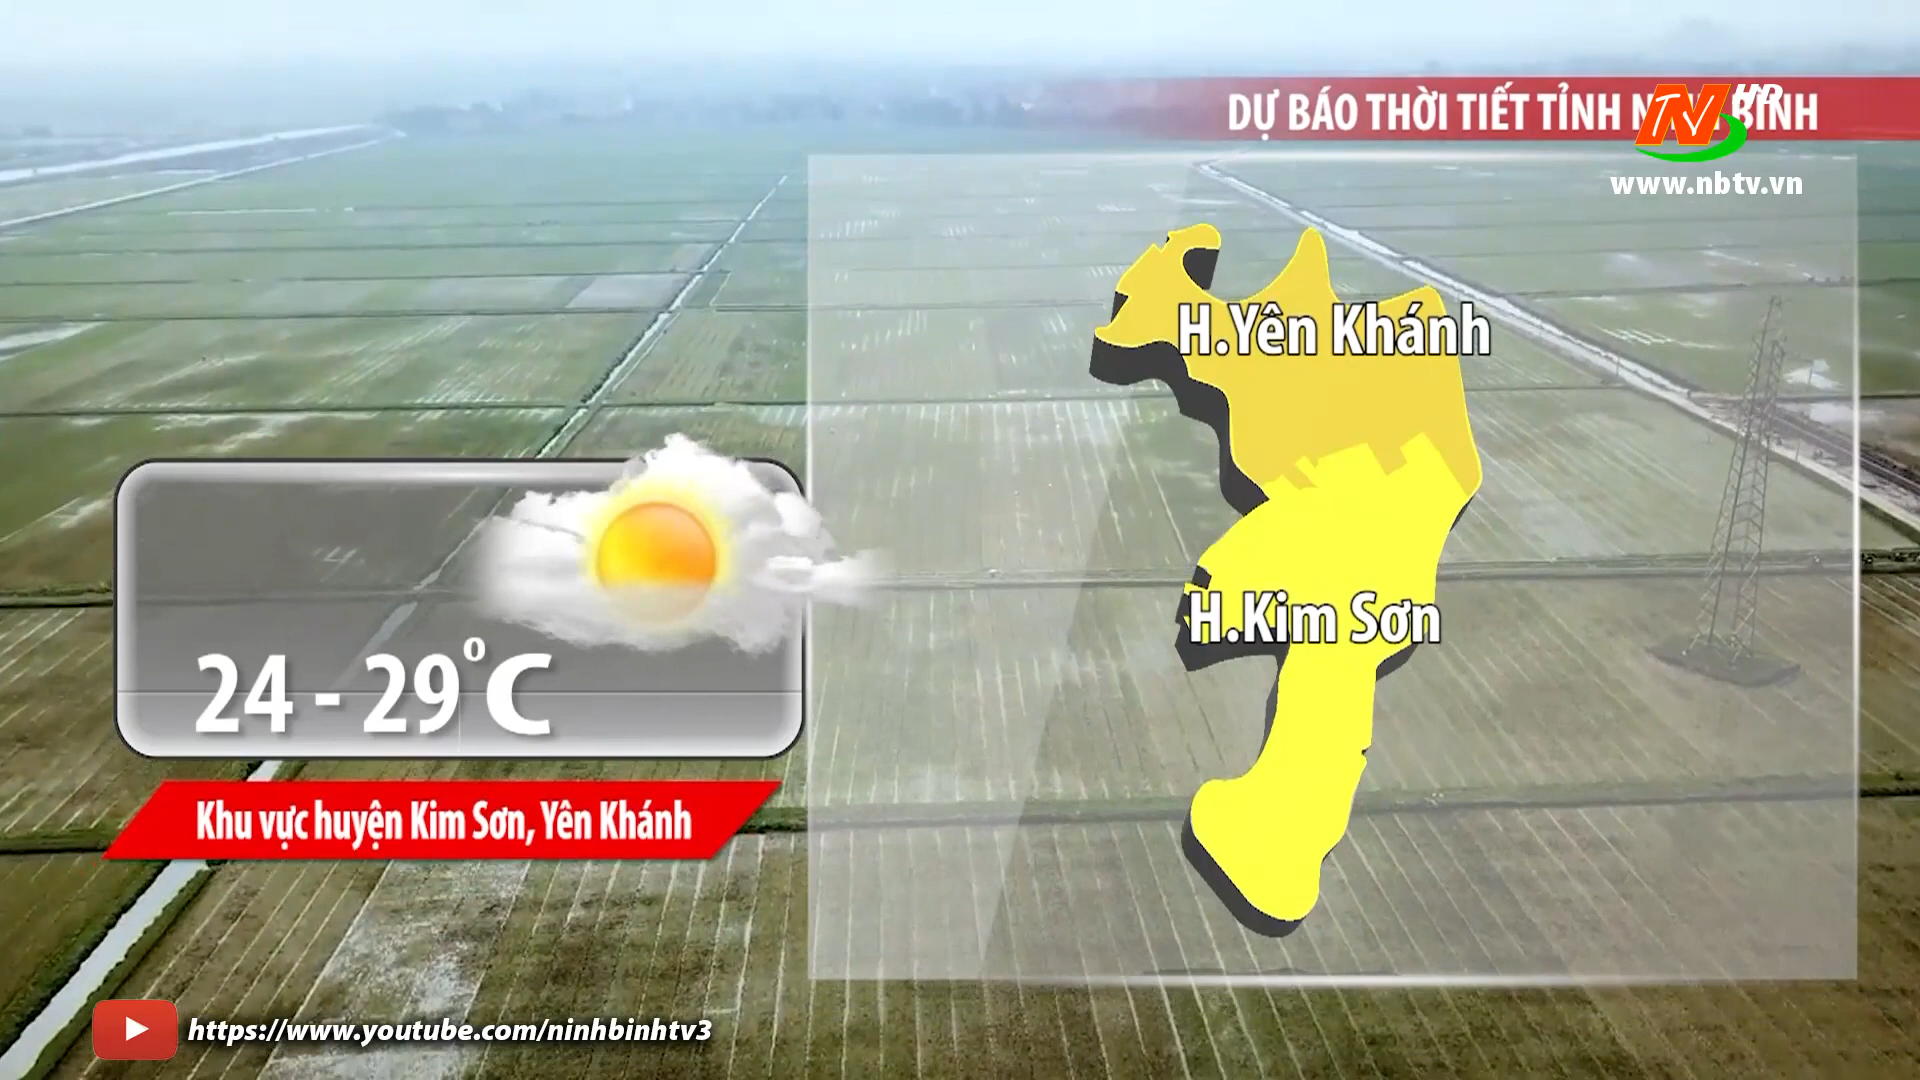 DỰ BÁO THỜI TIẾT TỈNH BÌNH
HD
www.nbtv.vn
H.Yên Khánh
H.Kim Sơn
24 - 29°C
Khu vực huyện Kim Sơn, Yên Khánh
https://www.youtube.com/ninhbinhtv3